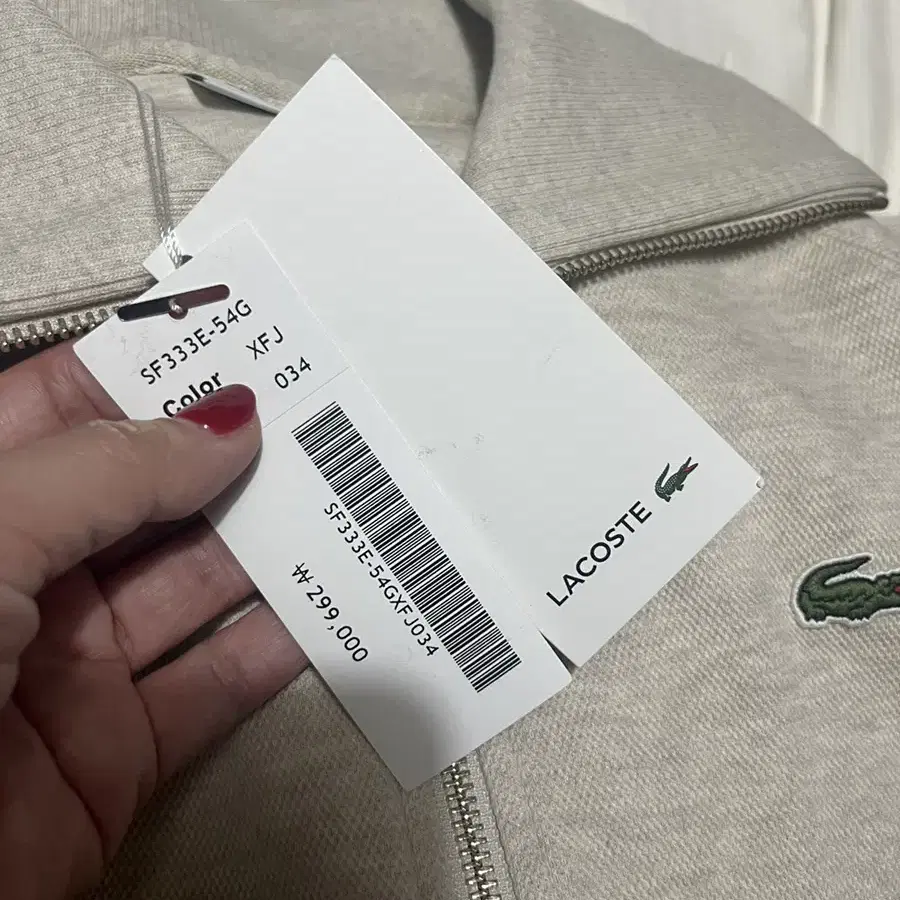 SF333E-54G
XFJ
Color
034
SF333E-54GXFJ034
₩ 299,000
LACOSTE